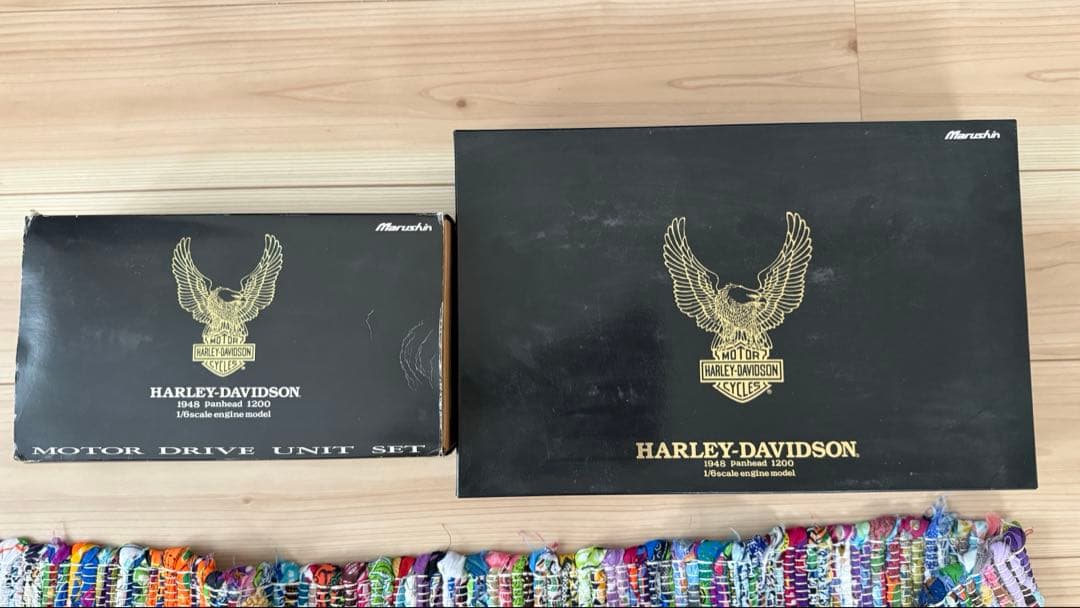 Marushin
MOTOR
HARLEY-DAVIDSON
CYCLES
HARLEY-DAVIDSON
1948 Panhead 1200
1/6scale engine model
MOTOR DRIVE UNIT SET
Marushin
MOTOR
HARLEY-DAVIDSON
CYCLES
HARLEY-DAVIDSON
1948 Panhead 1200
1/6scale engine model